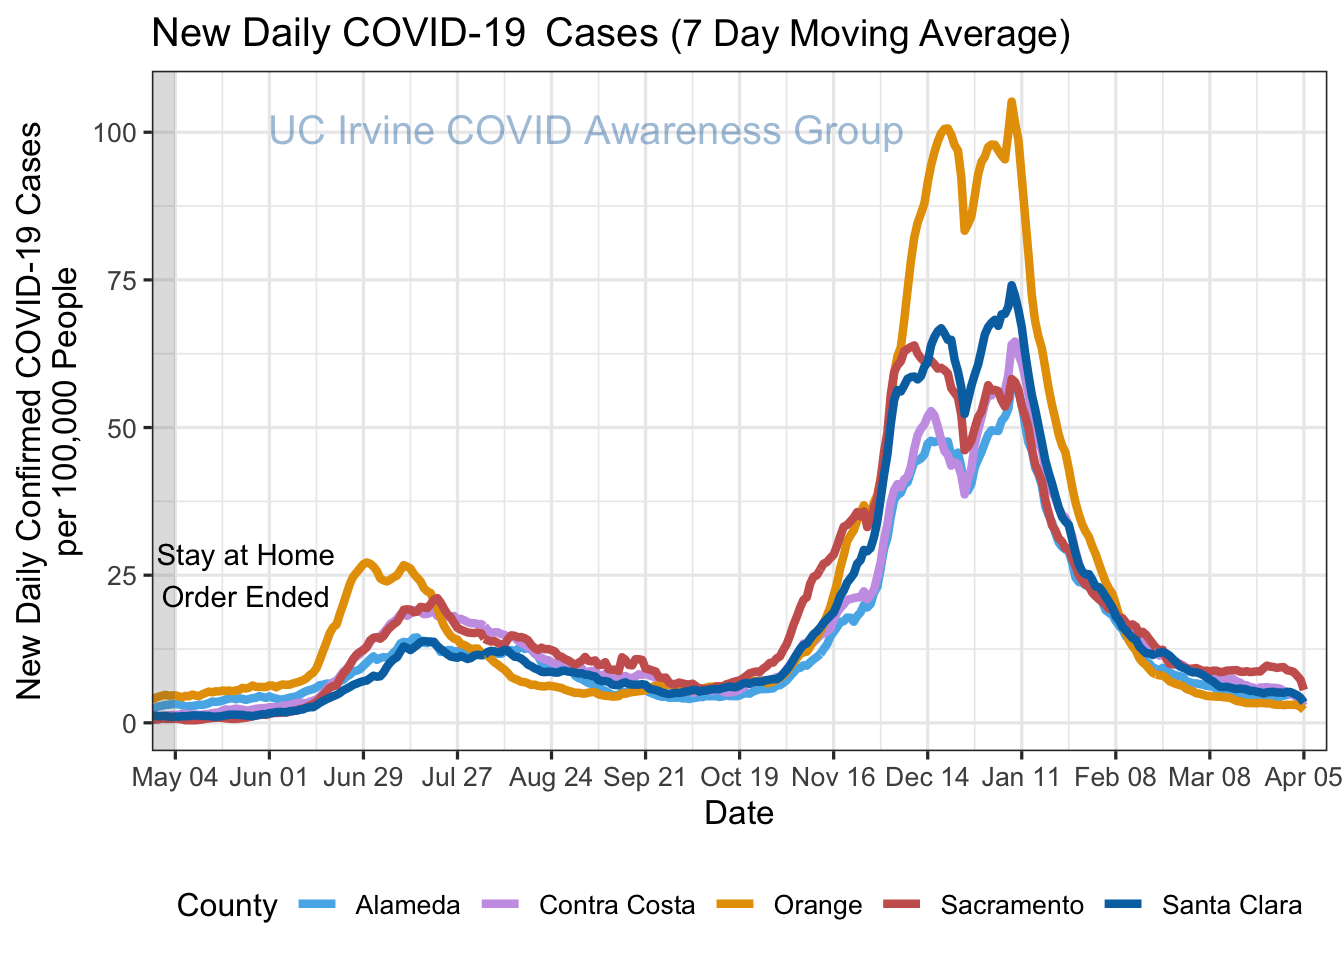 New Daily COVID-19 Cases (7 Day Moving Average)
UC Irvine COVID Awareness Group
New Daily Confirmed COVID-19 Cases
per 100,000 People
100
75
50
25
0
Stay at Home
Order Ended
May 04 Jun 01 Jun 29 Jul 27 Aug 24 Sep 21 Oct 19 Nov 16 Dec 14 Jan 11 Feb 08 Mar 08 Apr 05
Date
County Alameda Contra Costa Orange Sacramento Santa Clara